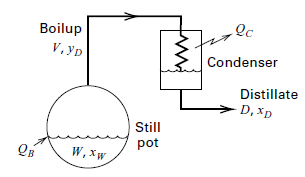 Boilup
V, y_D
Q_C
Condenser
Distillate
D, x_D
Still
pot
Q_B
W, x_W